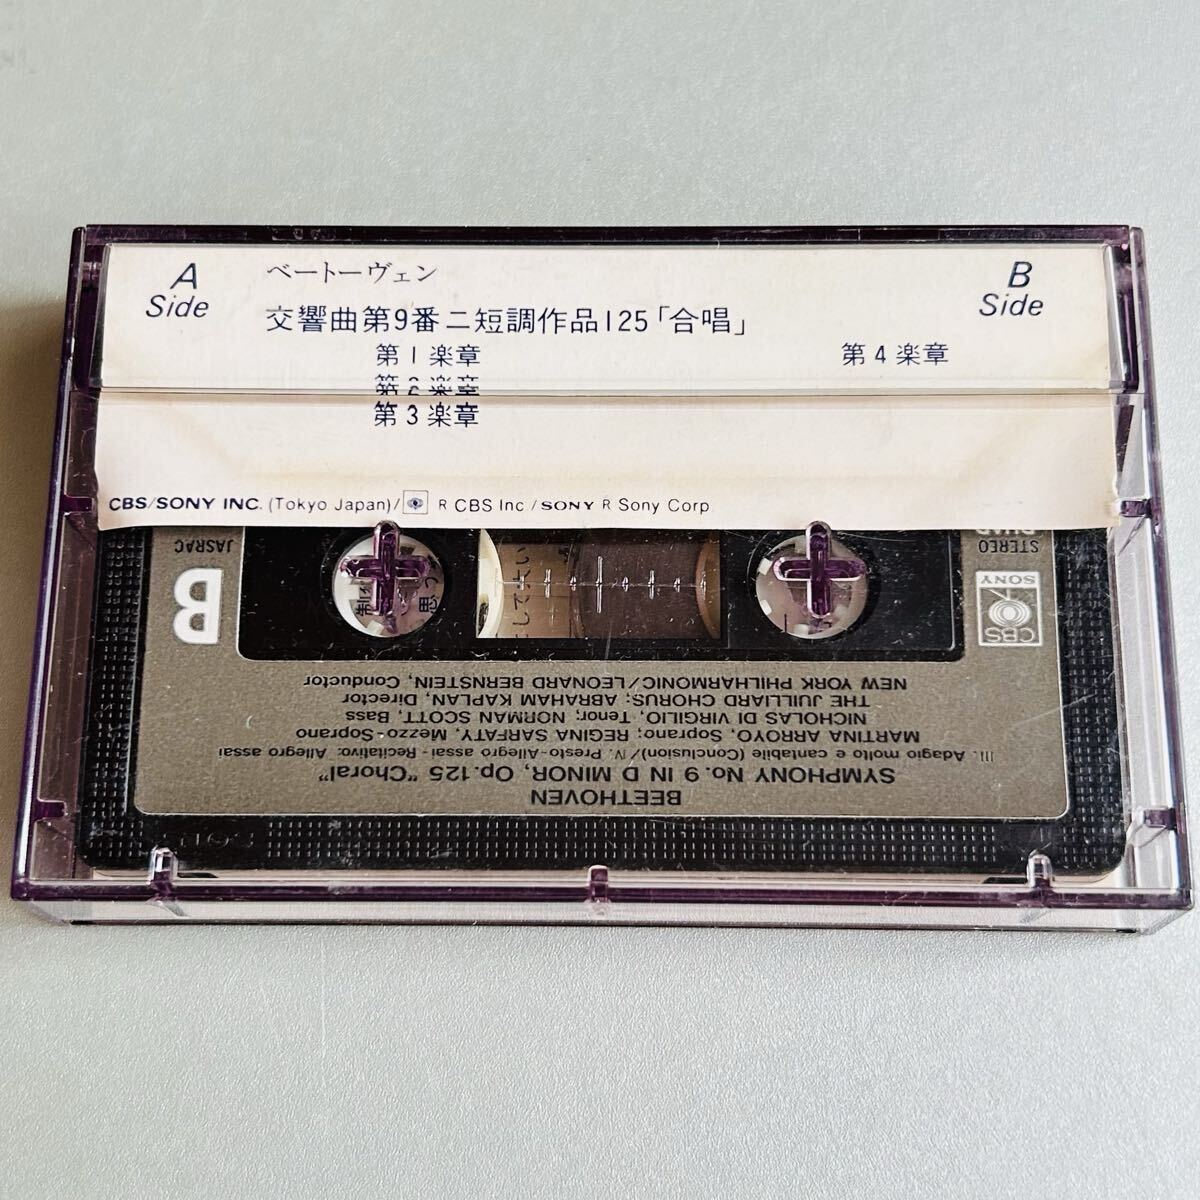 A
Side
ベートーヴェン
交響曲第9番ニ短調作品125「合唱」
第1楽章
第2楽章
第3楽章
B
Side
第4楽章
CBS/SONY INC. (Tokyo Japan)/ R CBS Inc / SONY R Sony Corp
BEETHOVEN
SYMPHONY No. 9 IN D MINOR, Op. 125 "Choral"
III. Adagio molto e cantabile (Conclusion)/IV. Presto-Allegro assai-Recitativo: Allegro assai
MARTINA ARROYO, Soprano; REGINA SARFATY, Mezzo-Soprano
NICHOLAS DI VIRGILIO, Tenor; NORMAN SCOTT, Bass
THE JUILLIARD CHORUS; ABRAHAM KAPLAN, Director
NEW YORK PHILHARMONIC/LEONARD BERNSTEIN, Conductor
CBS
SONY
STEREO
B
JASRAC